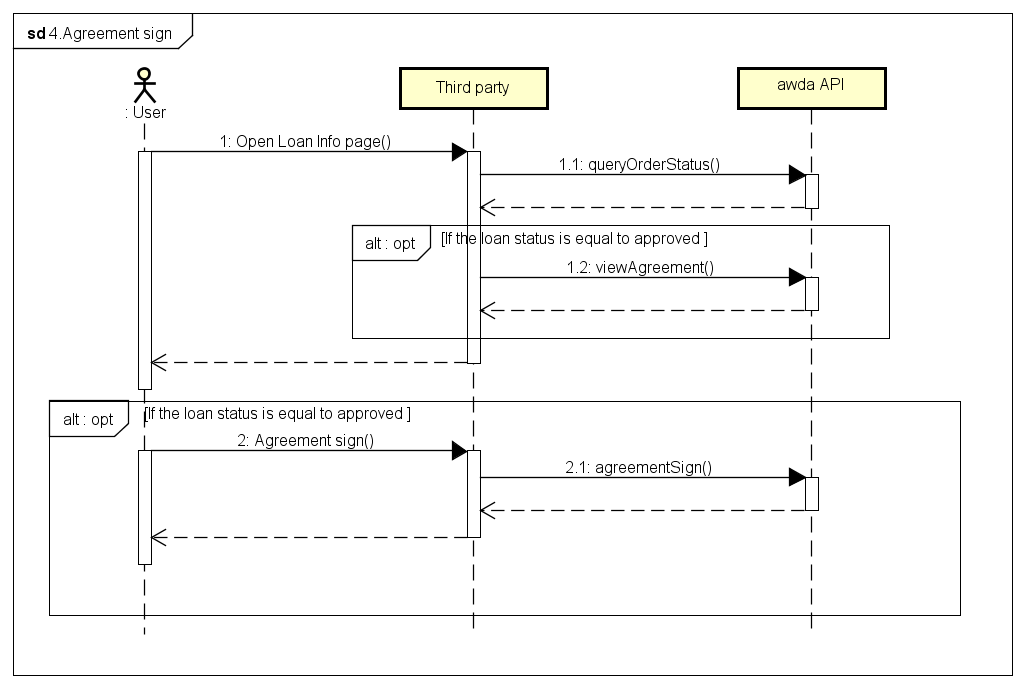 sd 4.Agreement sign
: User
Third party
awda API
1: Open Loan Info page()
1.1: queryOrderStatus()
alt : opt
[If the loan status is equal to approved ]
1.2: viewAgreement()
alt : opt
[If the loan status is equal to approved ]
2: Agreement sign()
2.1: agreementSign()